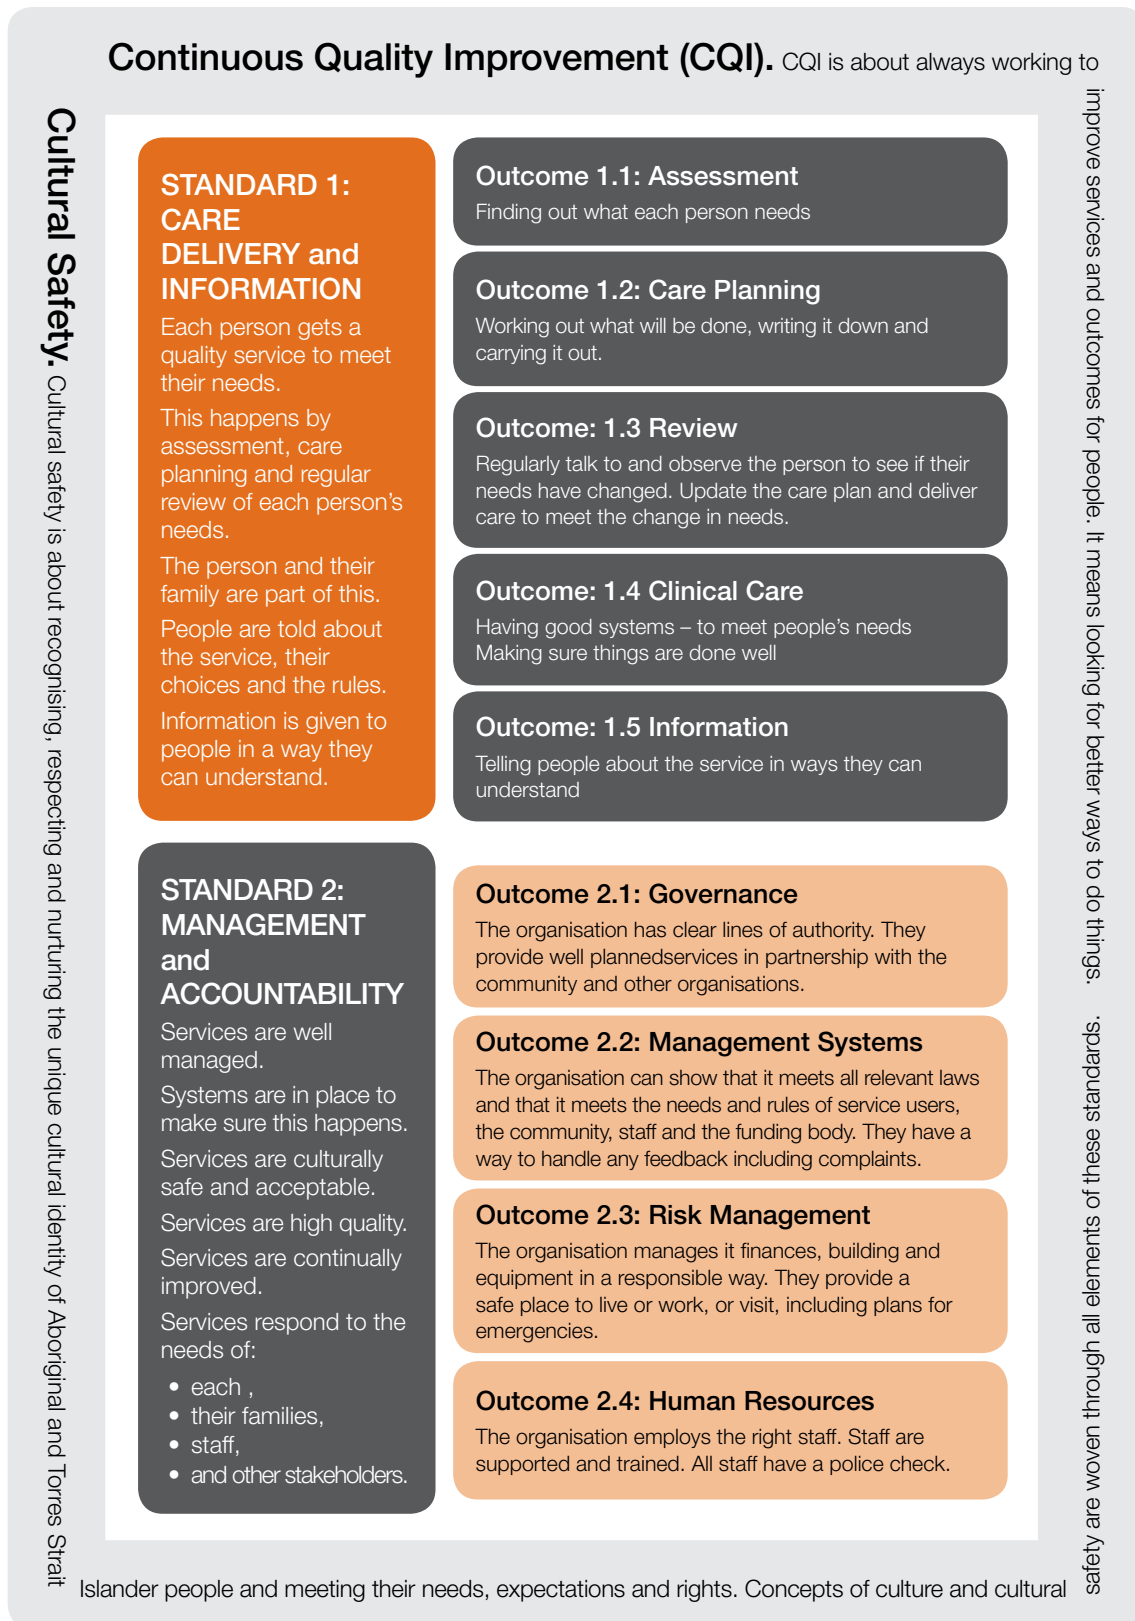 Continuous Quality Improvement (CQI). CQI is about always working to
improve services and outcomes for people. It means looking for better ways to do things.
Cultural Safety. Cultural safety is about recognising, respecting and nurturing the unique cultural identity of Aboriginal and Torres Strait
Islander people and meeting their needs, expectations and rights. Concepts of culture and cultural
safety are woven through all elements of these standards.
STANDARD 1:
CARE
DELIVERY and
INFORMATION
Each person gets a
quality service to meet
their needs.
This happens by
assessment, care
planning and regular
review of each person’s
needs.
The person and their
family are part of this.
People are told about
the service, their
choices and the rules.
Information is given to
people in a way they
can understand.
Outcome 1.1: Assessment
Finding out what each person needs
Outcome 1.2: Care Planning
Working out what will be done, writing it down and
carrying it out.
Outcome: 1.3 Review
Regularly talk to and observe the person to see if their
needs have changed. Update the care plan and deliver
care to meet the change in needs.
Outcome: 1.4 Clinical Care
Having good systems – to meet people’s needs
Making sure things are done well
Outcome: 1.5 Information
Telling people about the service in ways they can
understand
STANDARD 2:
MANAGEMENT
and
ACCOUNTABILITY
Services are well
managed.
Systems are in place to
make sure this happens.
Services are culturally
safe and acceptable.
Services are high quality.
Services are continually
improved.
Services respond to the
needs of:
• each ,
• their families,
• staff,
• and other stakeholders.
Outcome 2.1: Governance
The organisation has clear lines of authority. They
provide well plannedservices in partnership with the
community and other organisations.
Outcome 2.2: Management Systems
The organisation can show that it meets all relevant laws
and that it meets the needs and rules of service users,
the community, staff and the funding body. They have a
way to handle any feedback including complaints.
Outcome 2.3: Risk Management
The organisation manages it finances, building and
equipment in a responsible way. They provide a
safe place to live or work, or visit, including plans for
emergencies.
Outcome 2.4: Human Resources
The organisation employs the right staff. Staff are
supported and trained. All staff have a police check.